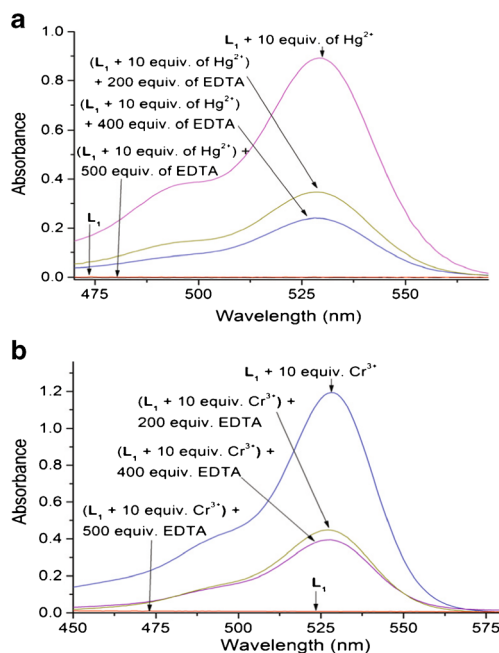 a
L₁ + 10 equiv. of Hg²⁺
(L₁ + 10 equiv. of Hg²⁺)
+ 200 equiv. of EDTA
(L₁ + 10 equiv. of Hg²⁺)
+ 400 equiv. of EDTA
(L₁ + 10 equiv. of Hg²⁺) +
500 equiv. of EDTA
L₁
Absorbance
1.0
0.8
0.6
0.4
0.2
0.0
475 500 525 550
Wavelength (nm)
b
L₁ + 10 equiv. Cr³⁺
(L₁ + 10 equiv. Cr³⁺) +
200 equiv. EDTA
(L₁ + 10 equiv. Cr³⁺) +
400 equiv. EDTA
(L₁ + 10 equiv. Cr³⁺) +
500 equiv. EDTA
L₁
Absorbance
1.2
1.0
0.8
0.6
0.4
0.2
0.0
450 475 500 525 550 575
Wavelength (nm)